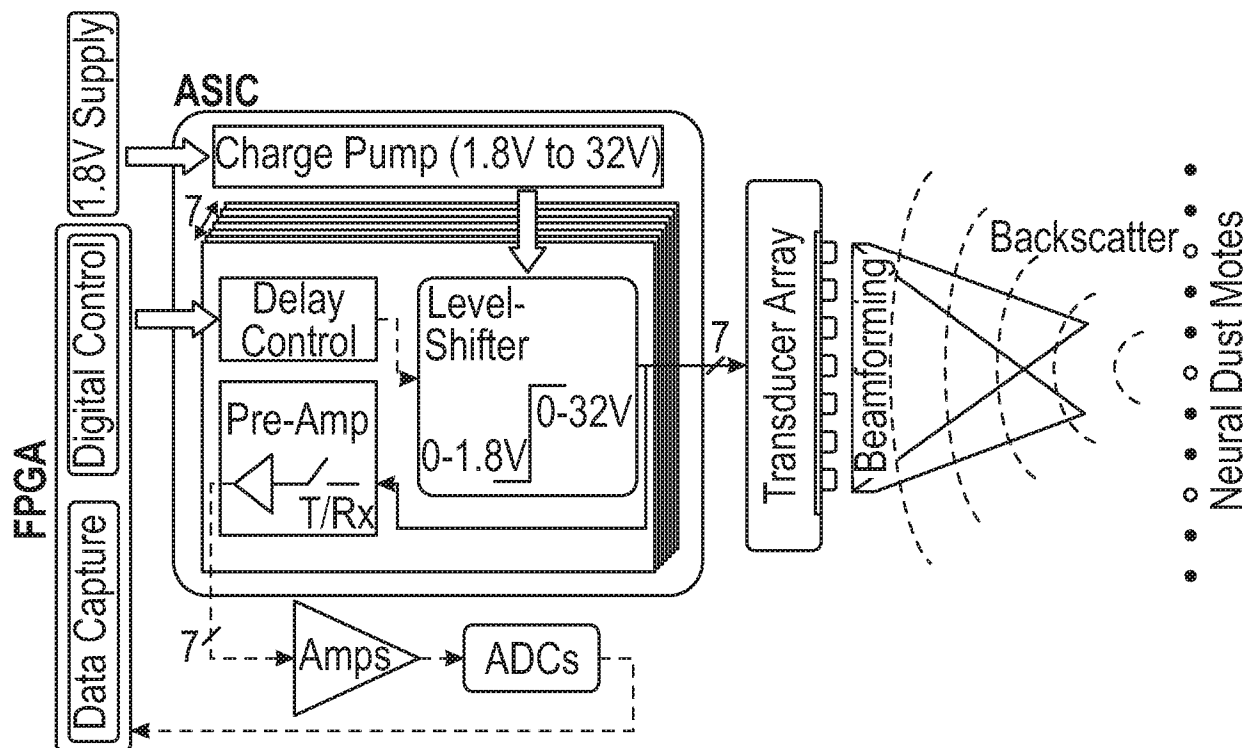 1.8V Supply
ASIC
Charge Pump (1.8V to 32V)
7
FPGA
Digital Control
Delay
Control
Level-
Shifter
0-32V
0-1.8V
Pre-Amp
T/Rx
7
Transducer Array
Beamforming
Backscatter
Neural Dust Motes
Data Capture
7
Amps
ADCs